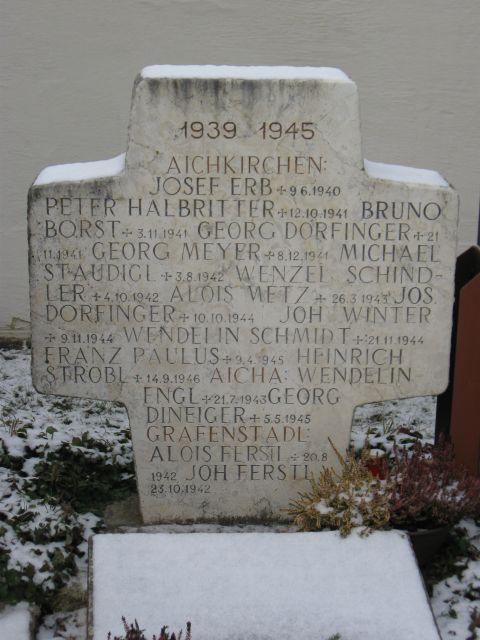 1939 1945
AICHKIRCHEN:
JOSEF ERB +9.6.1940
PETER HALBRITTER +12.10.1941 BRUNO
BORST +3.11.1941 GEORG DORFINGER +21
.11.1941 GEORG MEYER +8.12.1941 MICHAEL
STAUDIGL +3.8.1942 WENZEL SCHIND-
LER +4.10.1942 ALOIS WETZ +26.3.1943 JOS.
DORFINGER +10.10.1944 JOH WINTER
+9.11.1944 WENDELIN SCHMIDT +21.11.1944
FRANZ PAULUS +9.4.1945 HEINRICH
STROBL +14.9.1946 AICHA: WENDELIN
ENGL +21.7.1943 GEORG
DINEIGER +5.5.1945
GRAFENSTADL:
ALOIS FERSTL +20.8
1942 JOH FERSTL
23.10.1942